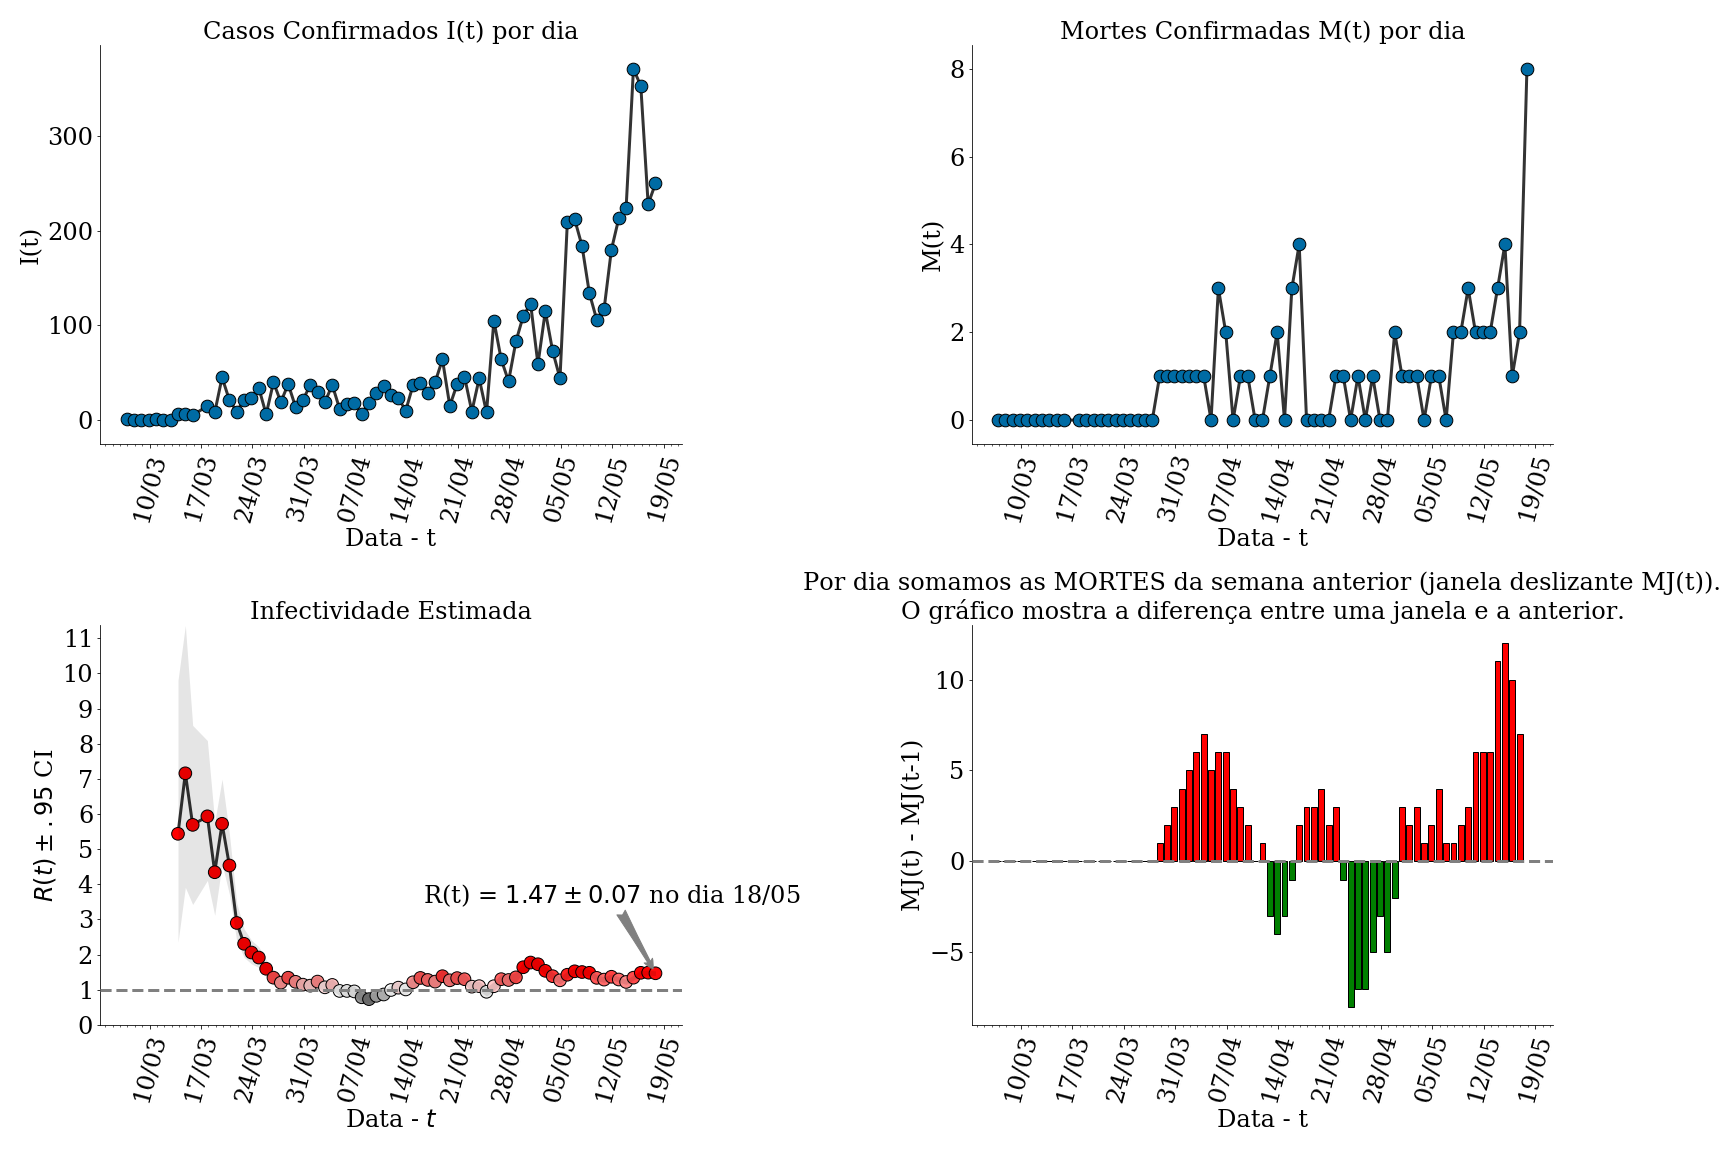 Casos Confirmados I(t) por dia
I(t)
300
200
100
0
10/03 17/03 24/03 31/03 07/04 14/04 21/04 28/04 05/05 12/05 19/05
Data - t
Mortes Confirmadas M(t) por dia
M(t)
8
6
4
2
0
10/03 17/03 24/03 31/03 07/04 14/04 21/04 28/04 05/05 12/05 19/05
Data - t
Infectividade Estimada
R(t) ± .95 CI
11
10
9
8
7
6
5
4
3
2
1
0
R(t) = 1.47 ± 0.07 no dia 18/05
10/03 17/03 24/03 31/03 07/04 14/04 21/04 28/04 05/05 12/05 19/05
Data - t
Por dia somamos as MORTES da semana anterior (janela deslizante MJ(t)).
O gráfico mostra a diferença entre uma janela e a anterior.
MJ(t) - MJ(t-1)
10
5
0
−5
10/03 17/03 24/03 31/03 07/04 14/04 21/04 28/04 05/05 12/05 19/05
Data - t